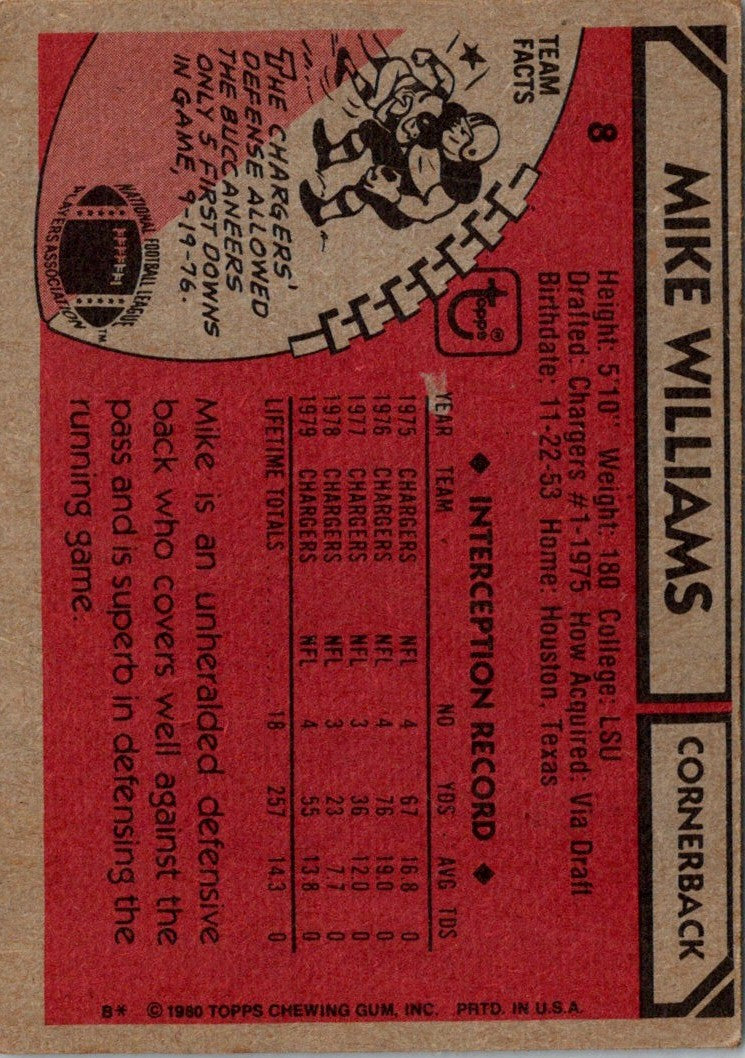 MIKE WILLIAMS
CORNERBACK
8
Height: 5'10" Weight: 180 College: LSU
Drafted: Chargers #1-1975 How Acquired: Via Draft
Birthdate: 11-22-53 Home: Houston, Texas
TEAM
FACTS
THE CHARGERS'
DEFENSE ALLOWED
THE BUCCANEERS
ONLY 5 FIRST DOWNS
IN GAME, 9-19-76.
NATIONAL FOOTBALL LEAGUE
PLAYERS ASSOCIATION
TM
Topps®
◆ INTERCEPTION RECORD ◆
YEAR TEAM NO YDS AVG TDS
1975 CHARGERS NFL 4 67 16.8 0
1976 CHARGERS NFL 4 76 19.0 0
1977 CHARGERS NFL 3 36 12.0 0
1978 CHARGERS NFL 3 23 7.7 0
1979 CHARGERS NFL 4 55 13.8 0
LIFETIME TOTALS 18 257 14.3 0
Mike is an unheralded defensive
back who covers well against the
pass and is superb in defensing the
running game.
B* © 1980 TOPPS CHEWING GUM, INC. PRTD. IN U.S.A.